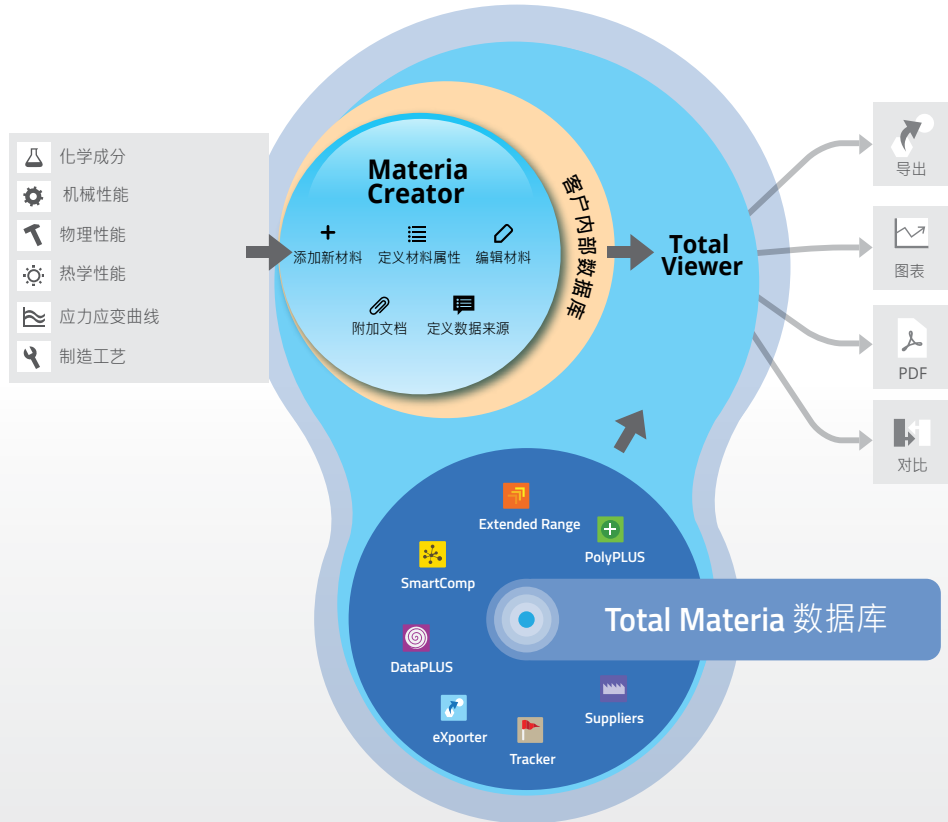 化学成分
机械性能
物理性能
热学性能
应力应变曲线
制造工艺
Materia
Creator
添加新材料
定义材料属性
编辑材料
附加文档
定义数据来源
客户内部数据库
Total
Viewer
导出
图表
PDF
对比
Extended Range
PolyPLUS
SmartComp
Total Materia 数据库
DataPLUS
Suppliers
eXporter
Tracker